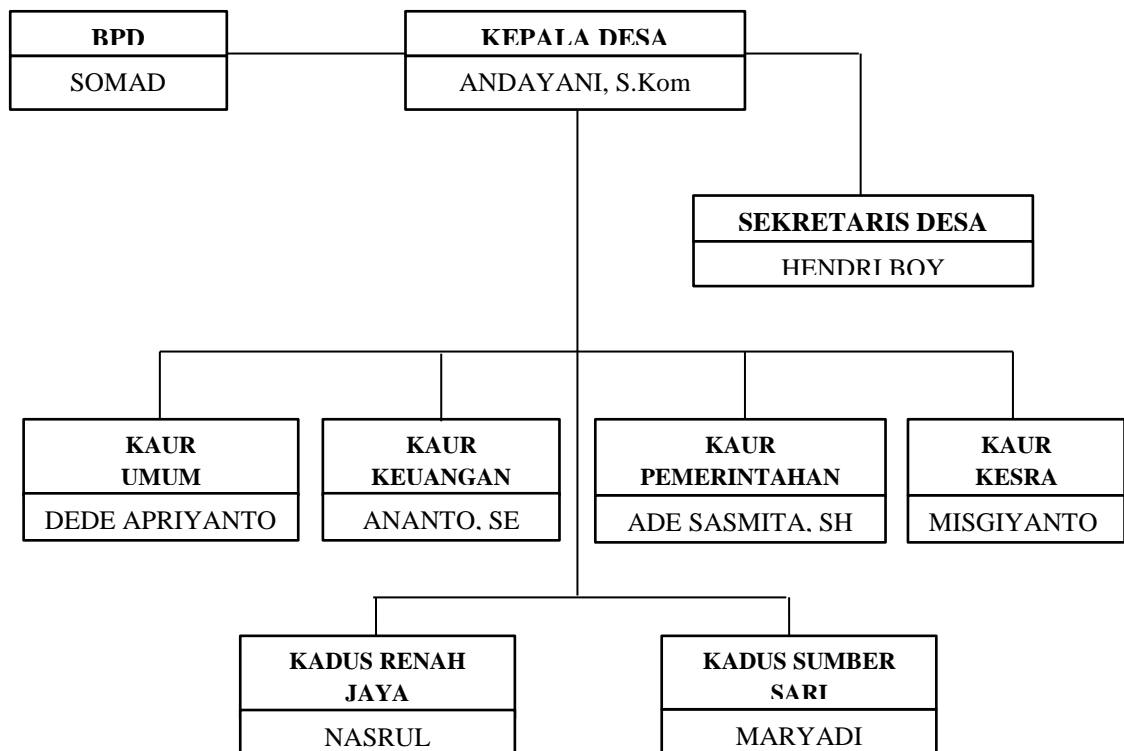 BPD
SOMAD
KEPALA DESA
ANDAYANI, S.Kom
SEKRETARIS DESA
HENDRI BOY
KAUR
UMUM
DEDE APRIYANTO
KAUR
KEUANGAN
ANANTO, SE
KAUR
PEMERINTAHAN
ADE SASMITA, SH
KAUR
KESRA
MISGIYANTO
KADUS RENAH
JAYA
NASRUL
KADUS SUMBER
SARI
MARYADI